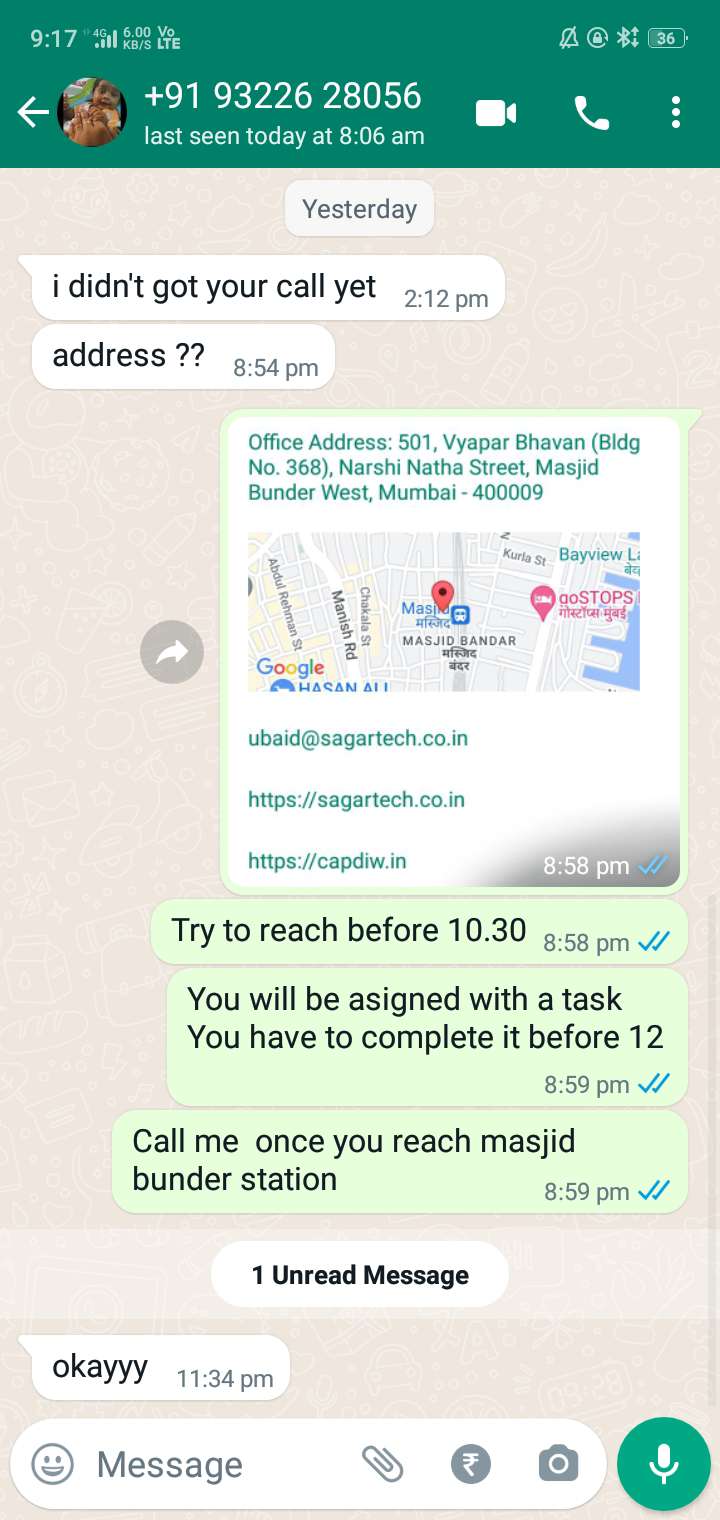 9:17 4G 6.00 KB/S Vo LTE 36
+91 93226 28056
last seen today at 8:06 am
Yesterday
i didn't got your call yet 2:12 pm
address ?? 8:54 pm
Office Address: 501, Vyapar Bhavan (Bldg
No. 368), Narshi Natha Street, Masjid
Bunder West, Mumbai - 400009
Kurla St
Bayview La
Abdul Rehman St
Manish Rd
Chakala St
Masjid
मस्जिद
goSTOPS
गोस्टॉप्स मुंबई
MASJID BANDAR
मस्जिद
बंदर
Google
HASAN ALI
ubaid@sagartech.co.in
https://sagartech.co.in
https://capdiw.in
8:58 pm
Try to reach before 10.30 8:58 pm
You will be asigned with a task
You have to complete it before 12
8:59 pm
Call me once you reach masjid
bunder station
8:59 pm
1 Unread Message
okayyy 11:34 pm
Message